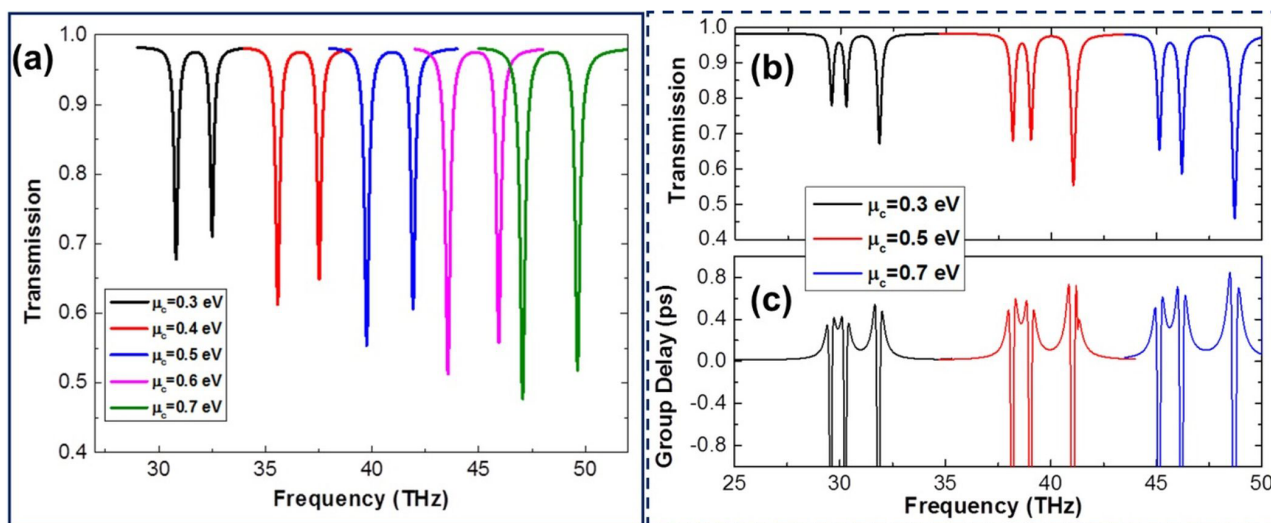 (a)
1.0
0.9
0.8
0.7
0.6
0.5
0.4
Transmission
μc=0.3 eV
μc=0.4 eV
μc=0.5 eV
μc=0.6 eV
μc=0.7 eV
30 35 40 45 50
Frequency (THz)
(b)
1.0
0.9
0.8
0.7
0.6
0.5
0.4
Transmission
μc=0.3 eV
μc=0.5 eV
μc=0.7 eV
(c)
0.8
0.4
0.0
-0.4
-0.8
Group Delay (ps)
25 30 35 40 45 50
Frequency (THz)